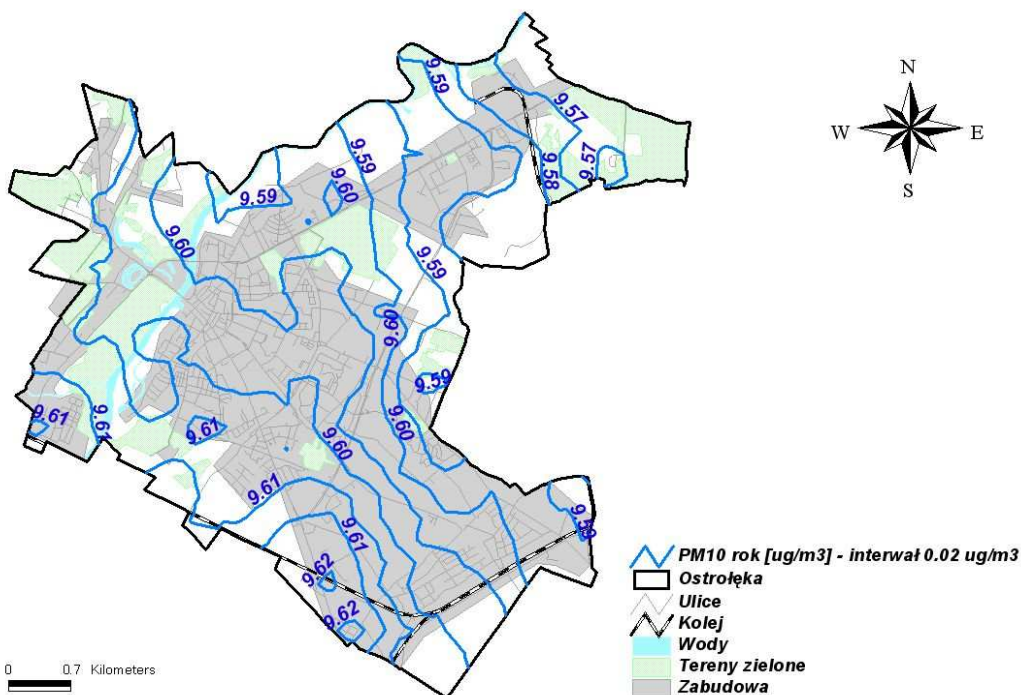 N
W E
S
9.59
9.57
9.59
9.60
9.57
9.58
9.59
9.60
9.59
9.60
9.59
9.61
9.61
9.61
9.60
9.60
9.61
9.61
9.59
9.62
9.62
PM10 rok [ug/m3] - interwał 0.02 ug/m3
Ostrołęka
Ulice
Kolej
Wody
Tereny zielone
Zabudowa
0 0.7 Kilometers